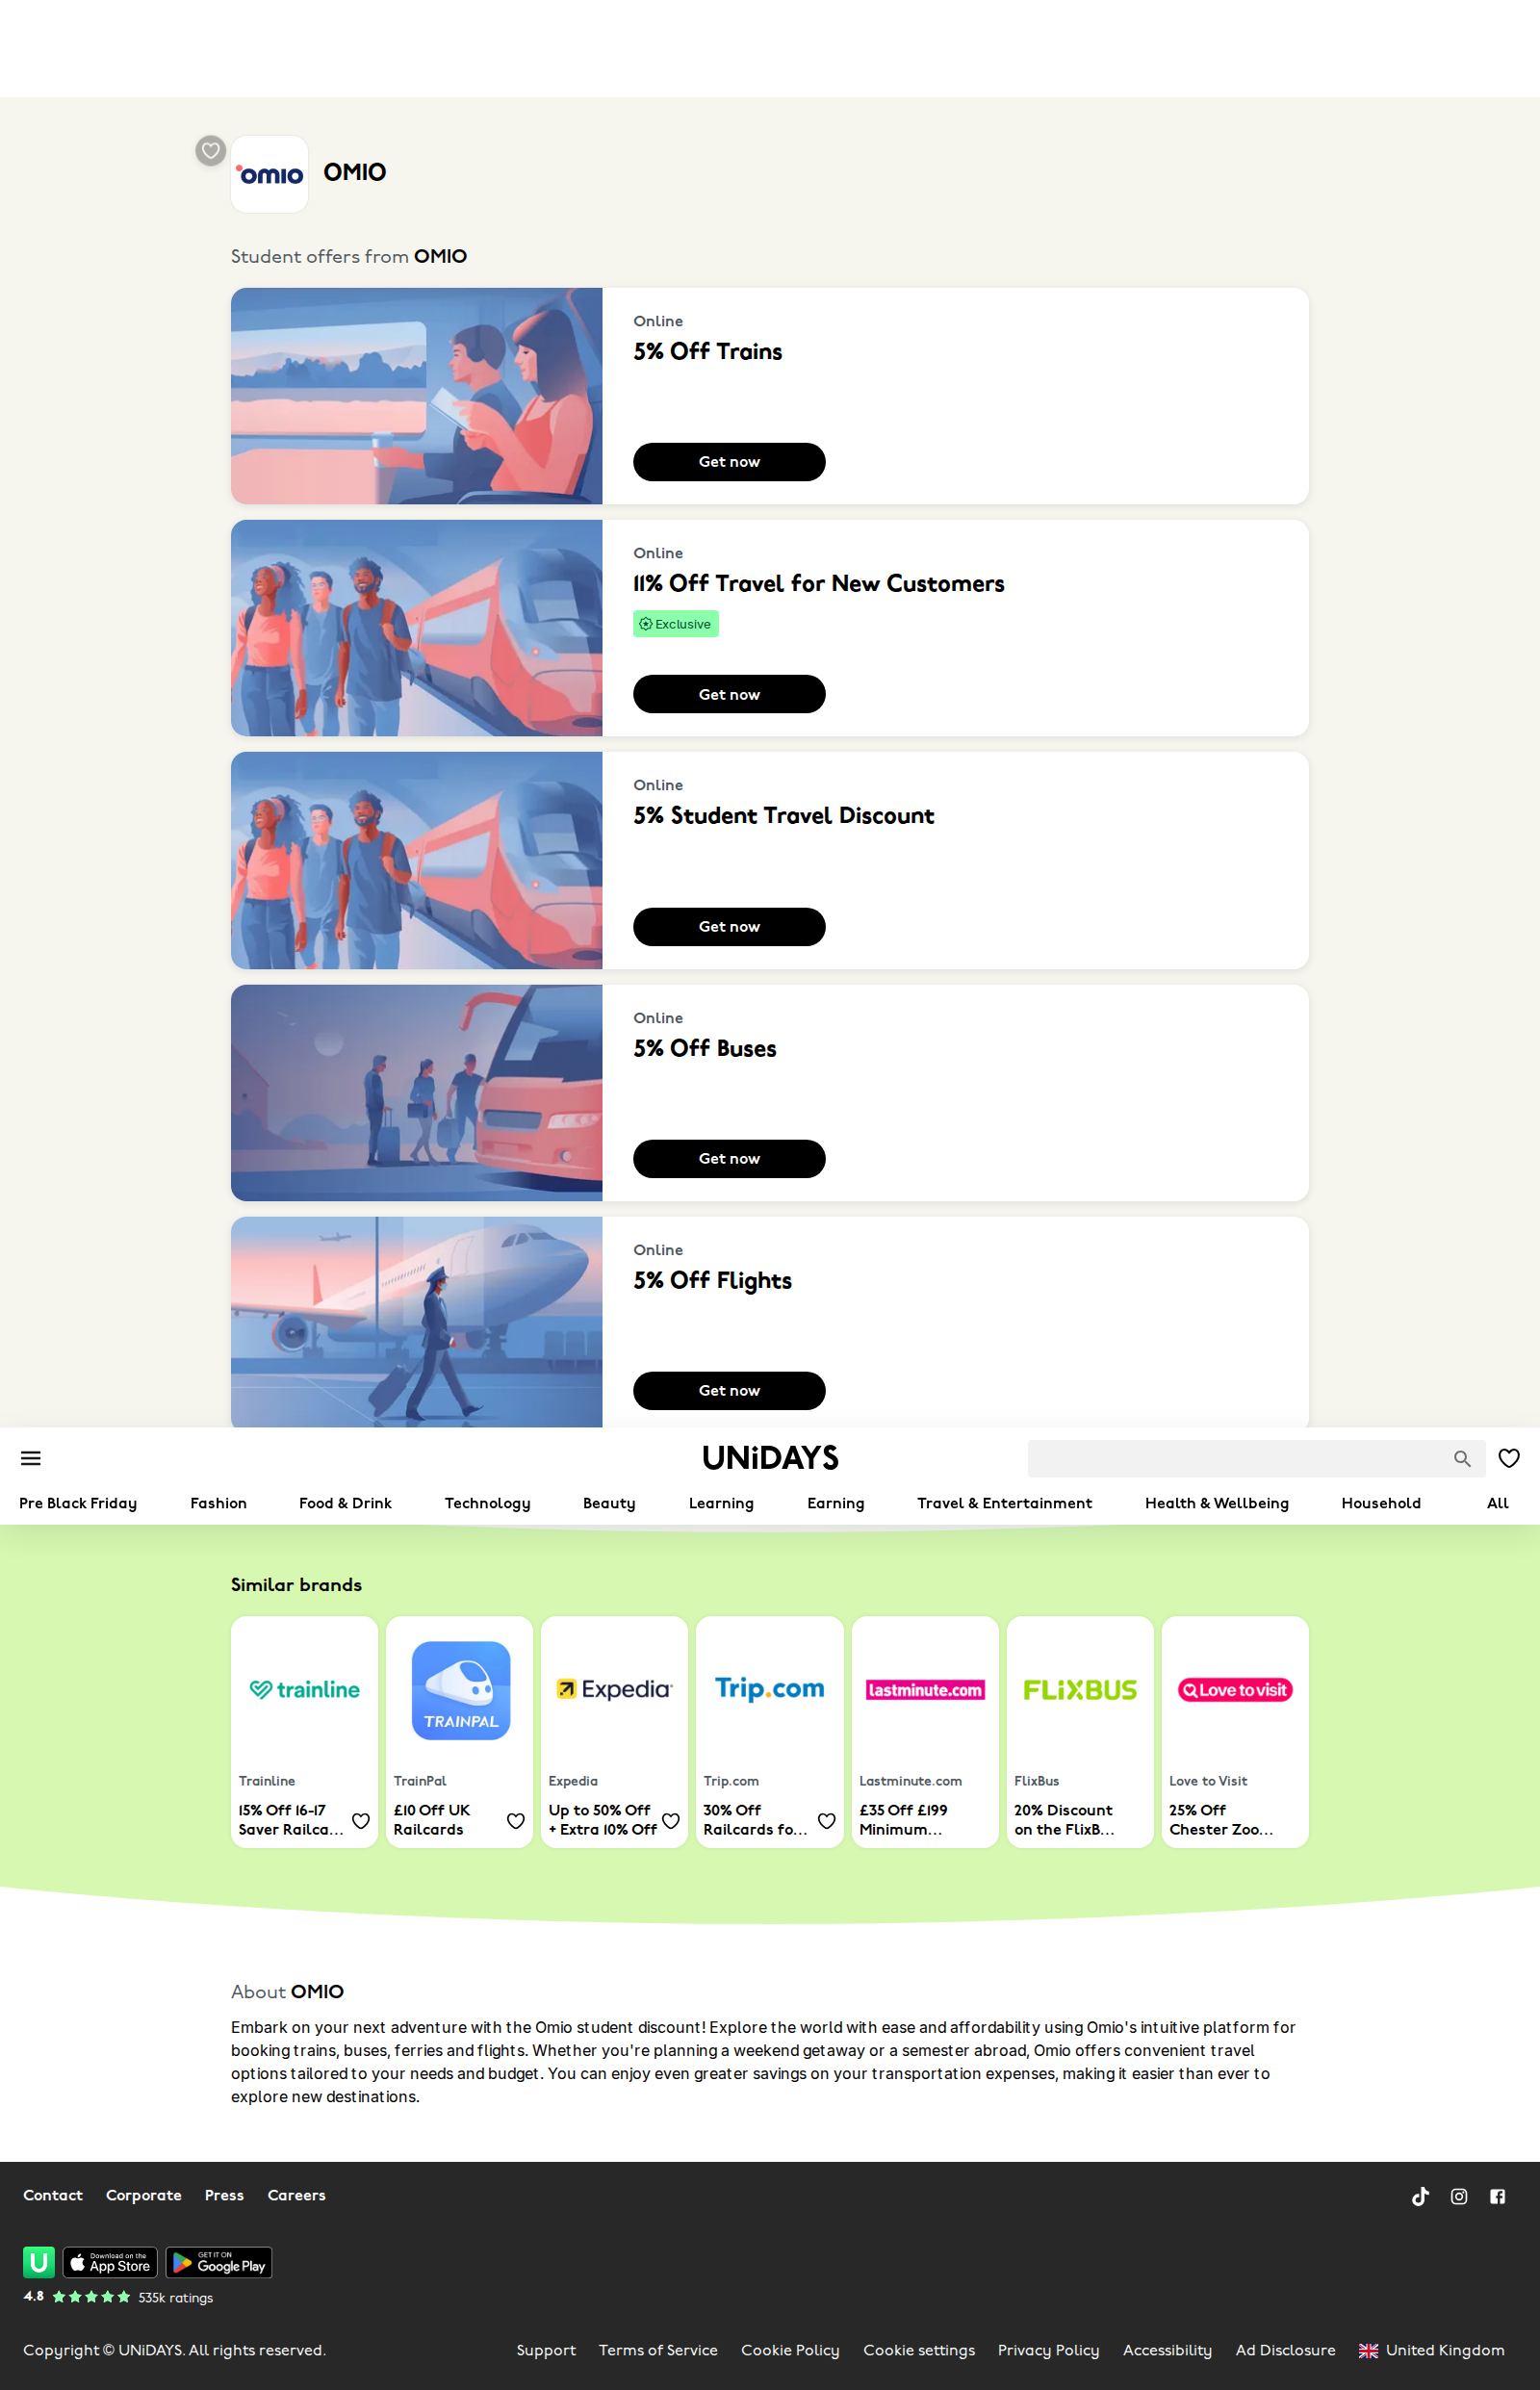 omio
OMIO
Student offers from OMIO
Online
5% Off Trains
Get now
Online
11% Off Travel for New Customers
Exclusive
Get now
Online
5% Student Travel Discount
Get now
Online
5% Off Buses
Get now
Online
5% Off Flights
Get now
UNiDAYS
Pre Black Friday Fashion Food & Drink Technology Beauty Learning Earning Travel & Entertainment Health & Wellbeing Household All
Similar brands
trainline
TRAINPAL
Expedia
Trip.com
lastminute.com
FLiXBUS
Love to visit
Trainline
15% Off 16-17
Saver Railca...
TrainPal
£10 Off UK
Railcards
Expedia
Up to 50% Off
+ Extra 10% Off
Trip.com
30% Off
Railcards fo...
Lastminute.com
£35 Off £199
Minimum...
FlixBus
20% Discount
on the FlixB...
Love to Visit
25% Off
Chester Zoo...
About OMIO
Embark on your next adventure with the Omio student discount! Explore the world with ease and affordability using Omio's intuitive platform for
booking trains, buses, ferries and flights. Whether you're planning a weekend getaway or a semester abroad, Omio offers convenient travel
options tailored to your needs and budget. You can enjoy even greater savings on your transportation expenses, making it easier than ever to
explore new destinations.
Contact Corporate Press Careers
U
Download on the
App Store
GET IT ON
Google Play
4.8 535k ratings
Copyright © UNiDAYS. All rights reserved. Support Terms of Service Cookie Policy Cookie settings Privacy Policy Accessibility Ad Disclosure United Kingdom